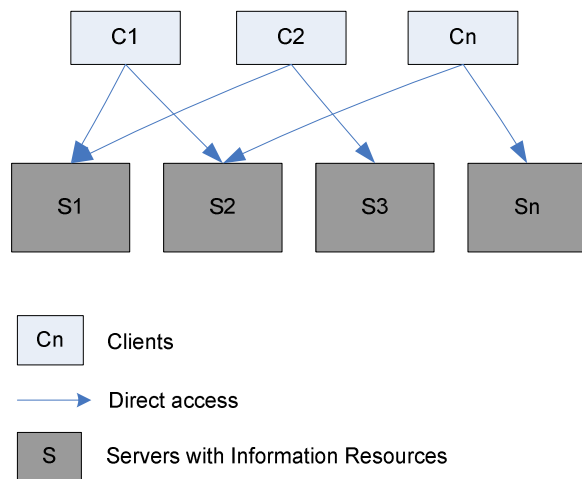 C1 C2 Cn
S1 S2 S3 Sn
Cn Clients
Direct access
S Servers with Information Resources